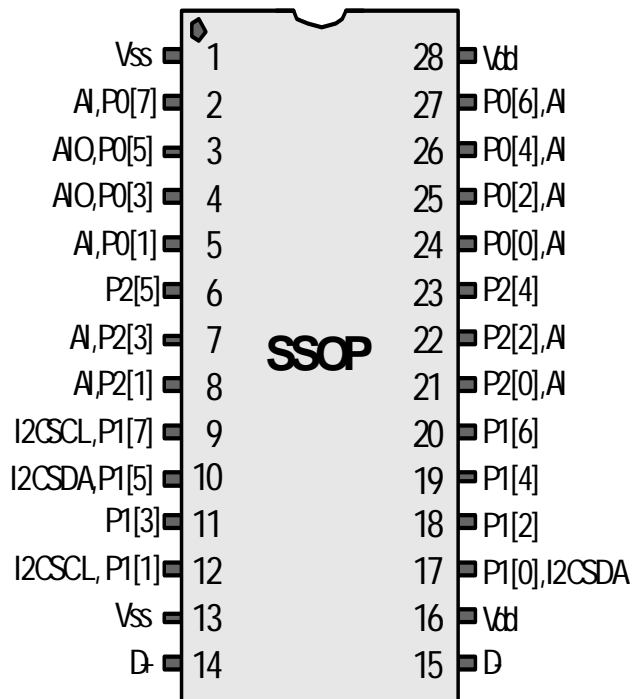 Vss 1 28 Vdd
AI,P0[7] 2 27 P0[6],AI
AIO,P0[5] 3 26 P0[4],AI
AIO,P0[3] 4 25 P0[2],AI
AI,P0[1] 5 24 P0[0],AI
P2[5] 6 23 P2[4]
AI,P2[3] 7 22 P2[2],AI
SSOP
AI,P2[1] 8 21 P2[0],AI
I2CSCL,P1[7] 9 20 P1[6]
I2CSDA,P1[5] 10 19 P1[4]
P1[3] 11 18 P1[2]
I2CSCL, P1[1] 12 17 P1[0],I2CSDA
Vss 13 16 Vdd
D+ 14 15 D-